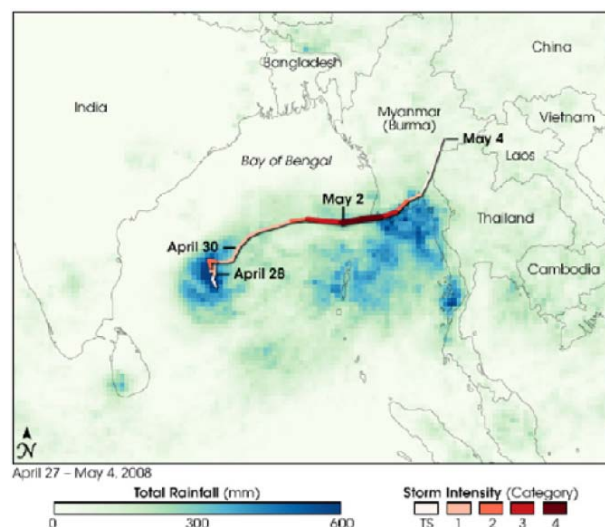 China
Bangladesh
India
Myanmar
(Burma)
Vietnam
May 4
Bay of Bengal
Laos
May 2
Thailand
April 30
April 28
Cambodia
N
April 27 – May 4, 2008
Total Rainfall (mm)
0 300 600
Storm Intensity (Category)
TS 1 2 3 4